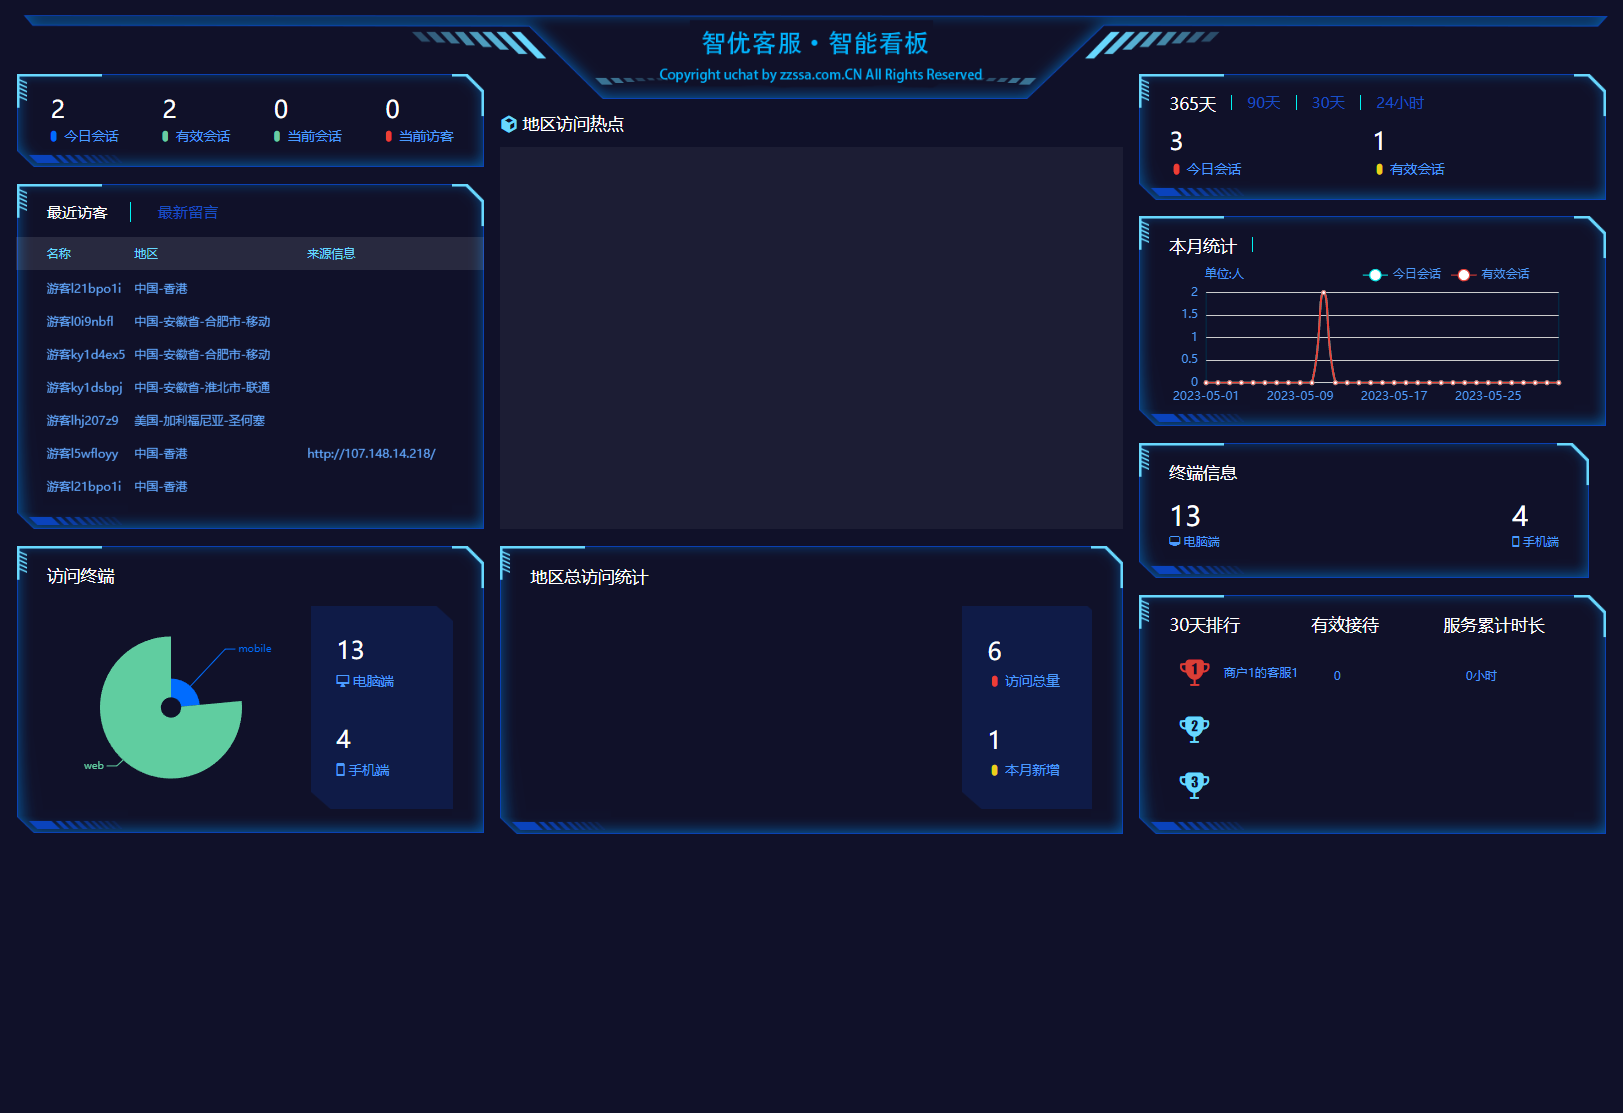 智优客服·智能看板
Copyright uchat by zzssa.com.CN All Rights Reserved
2 2 0 0
今日会话 有效会话 当前会话 当前访客
最近访客 最新留言
名称 地区 来源信息
游客l21bpo1i 中国-香港
游客l0i9nbfl 中国-安徽省-合肥市-移动
游客ky1d4ex5 中国-安徽省-合肥市-移动
游客ky1dsbpj 中国-安徽省-淮北市-联通
游客lhj207z9 美国-加利福尼亚-圣何塞
游客l5wfloyy 中国-香港 http://107.148.14.218/
游客l21bpo1i 中国-香港
访问终端
mobile
web
13
电脑端
4
手机端
地区访问热点
地区总访问统计
6
访问总量
1
本月新增
365天 90天 30天 24小时
3 1
今日会话 有效会话
本月统计
单位:人 今日会话 有效会话
2
1.5
1
0.5
0
2023-05-01 2023-05-09 2023-05-17 2023-05-25
终端信息
13 4
电脑端 手机端
30天排行 有效接待 服务累计时长
1 商户1的客服1 0 0小时
2
3